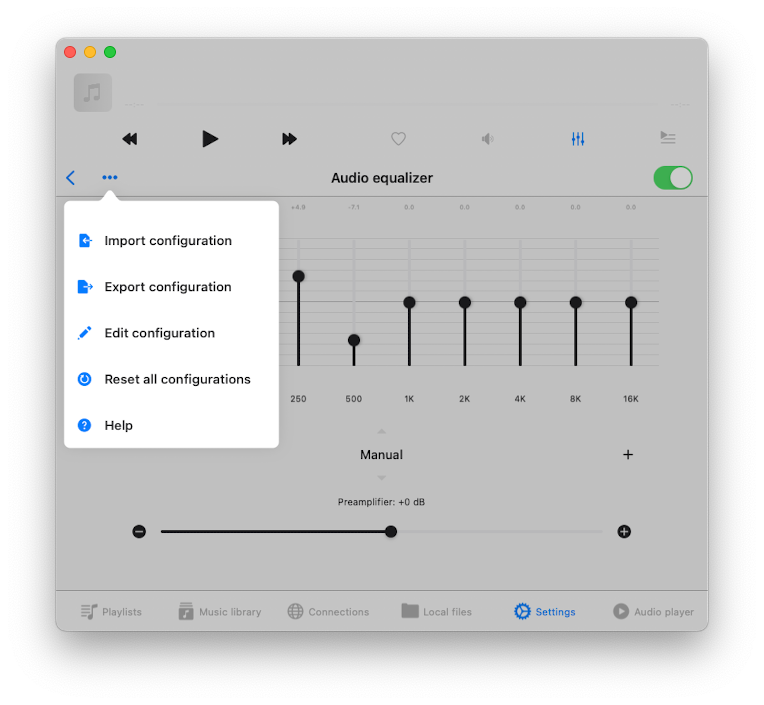 --:--
--:--
Audio equalizer
+4.9 -7.1 0.0 0.0 0.0 0.0 0.0
Import configuration
Export configuration
Edit configuration
Reset all configurations
Help
250 500 1K 2K 4K 8K 16K
Manual
Preamplifier: +0 dB
Playlists
Music library
Connections
Local files
Settings
Audio player